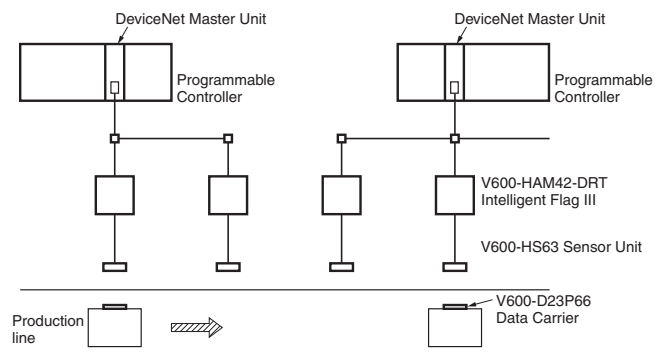 DeviceNet Master Unit
DeviceNet Master Unit
Programmable
Controller
Programmable
Controller
V600-HAM42-DRT
Intelligent Flag III
V600-HS63 Sensor Unit
V600-D23P66
Data Carrier
Production
line